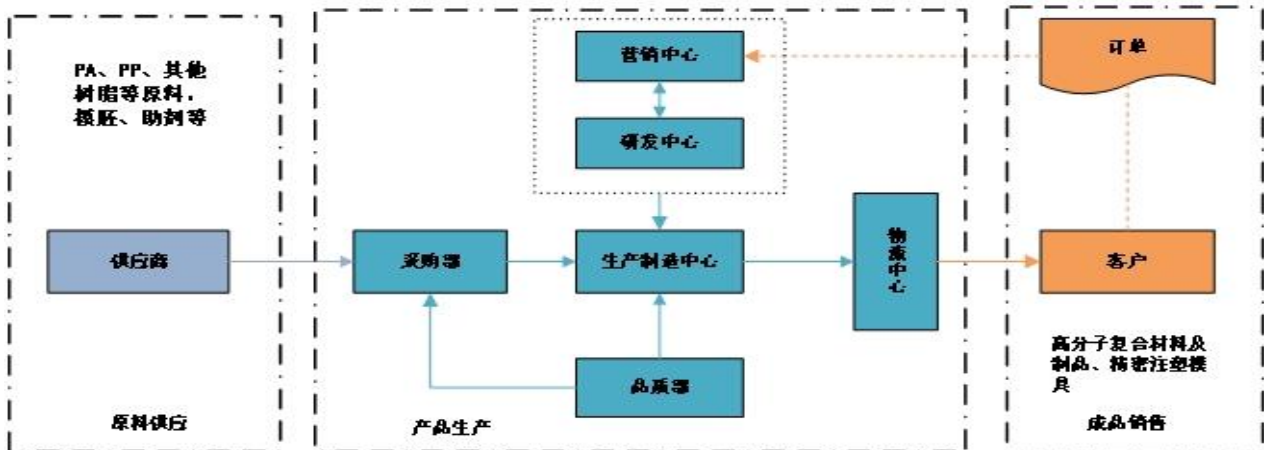 PA、PP、其他
树脂等原料,
模胚、助剂等
供应商
原料供应
营销中心
研发中心
采购部
生产制造中心
物流中心
品质部
产品生产
订单
客户
高分子复合材料及
制品、精密注塑模
具
成品销售